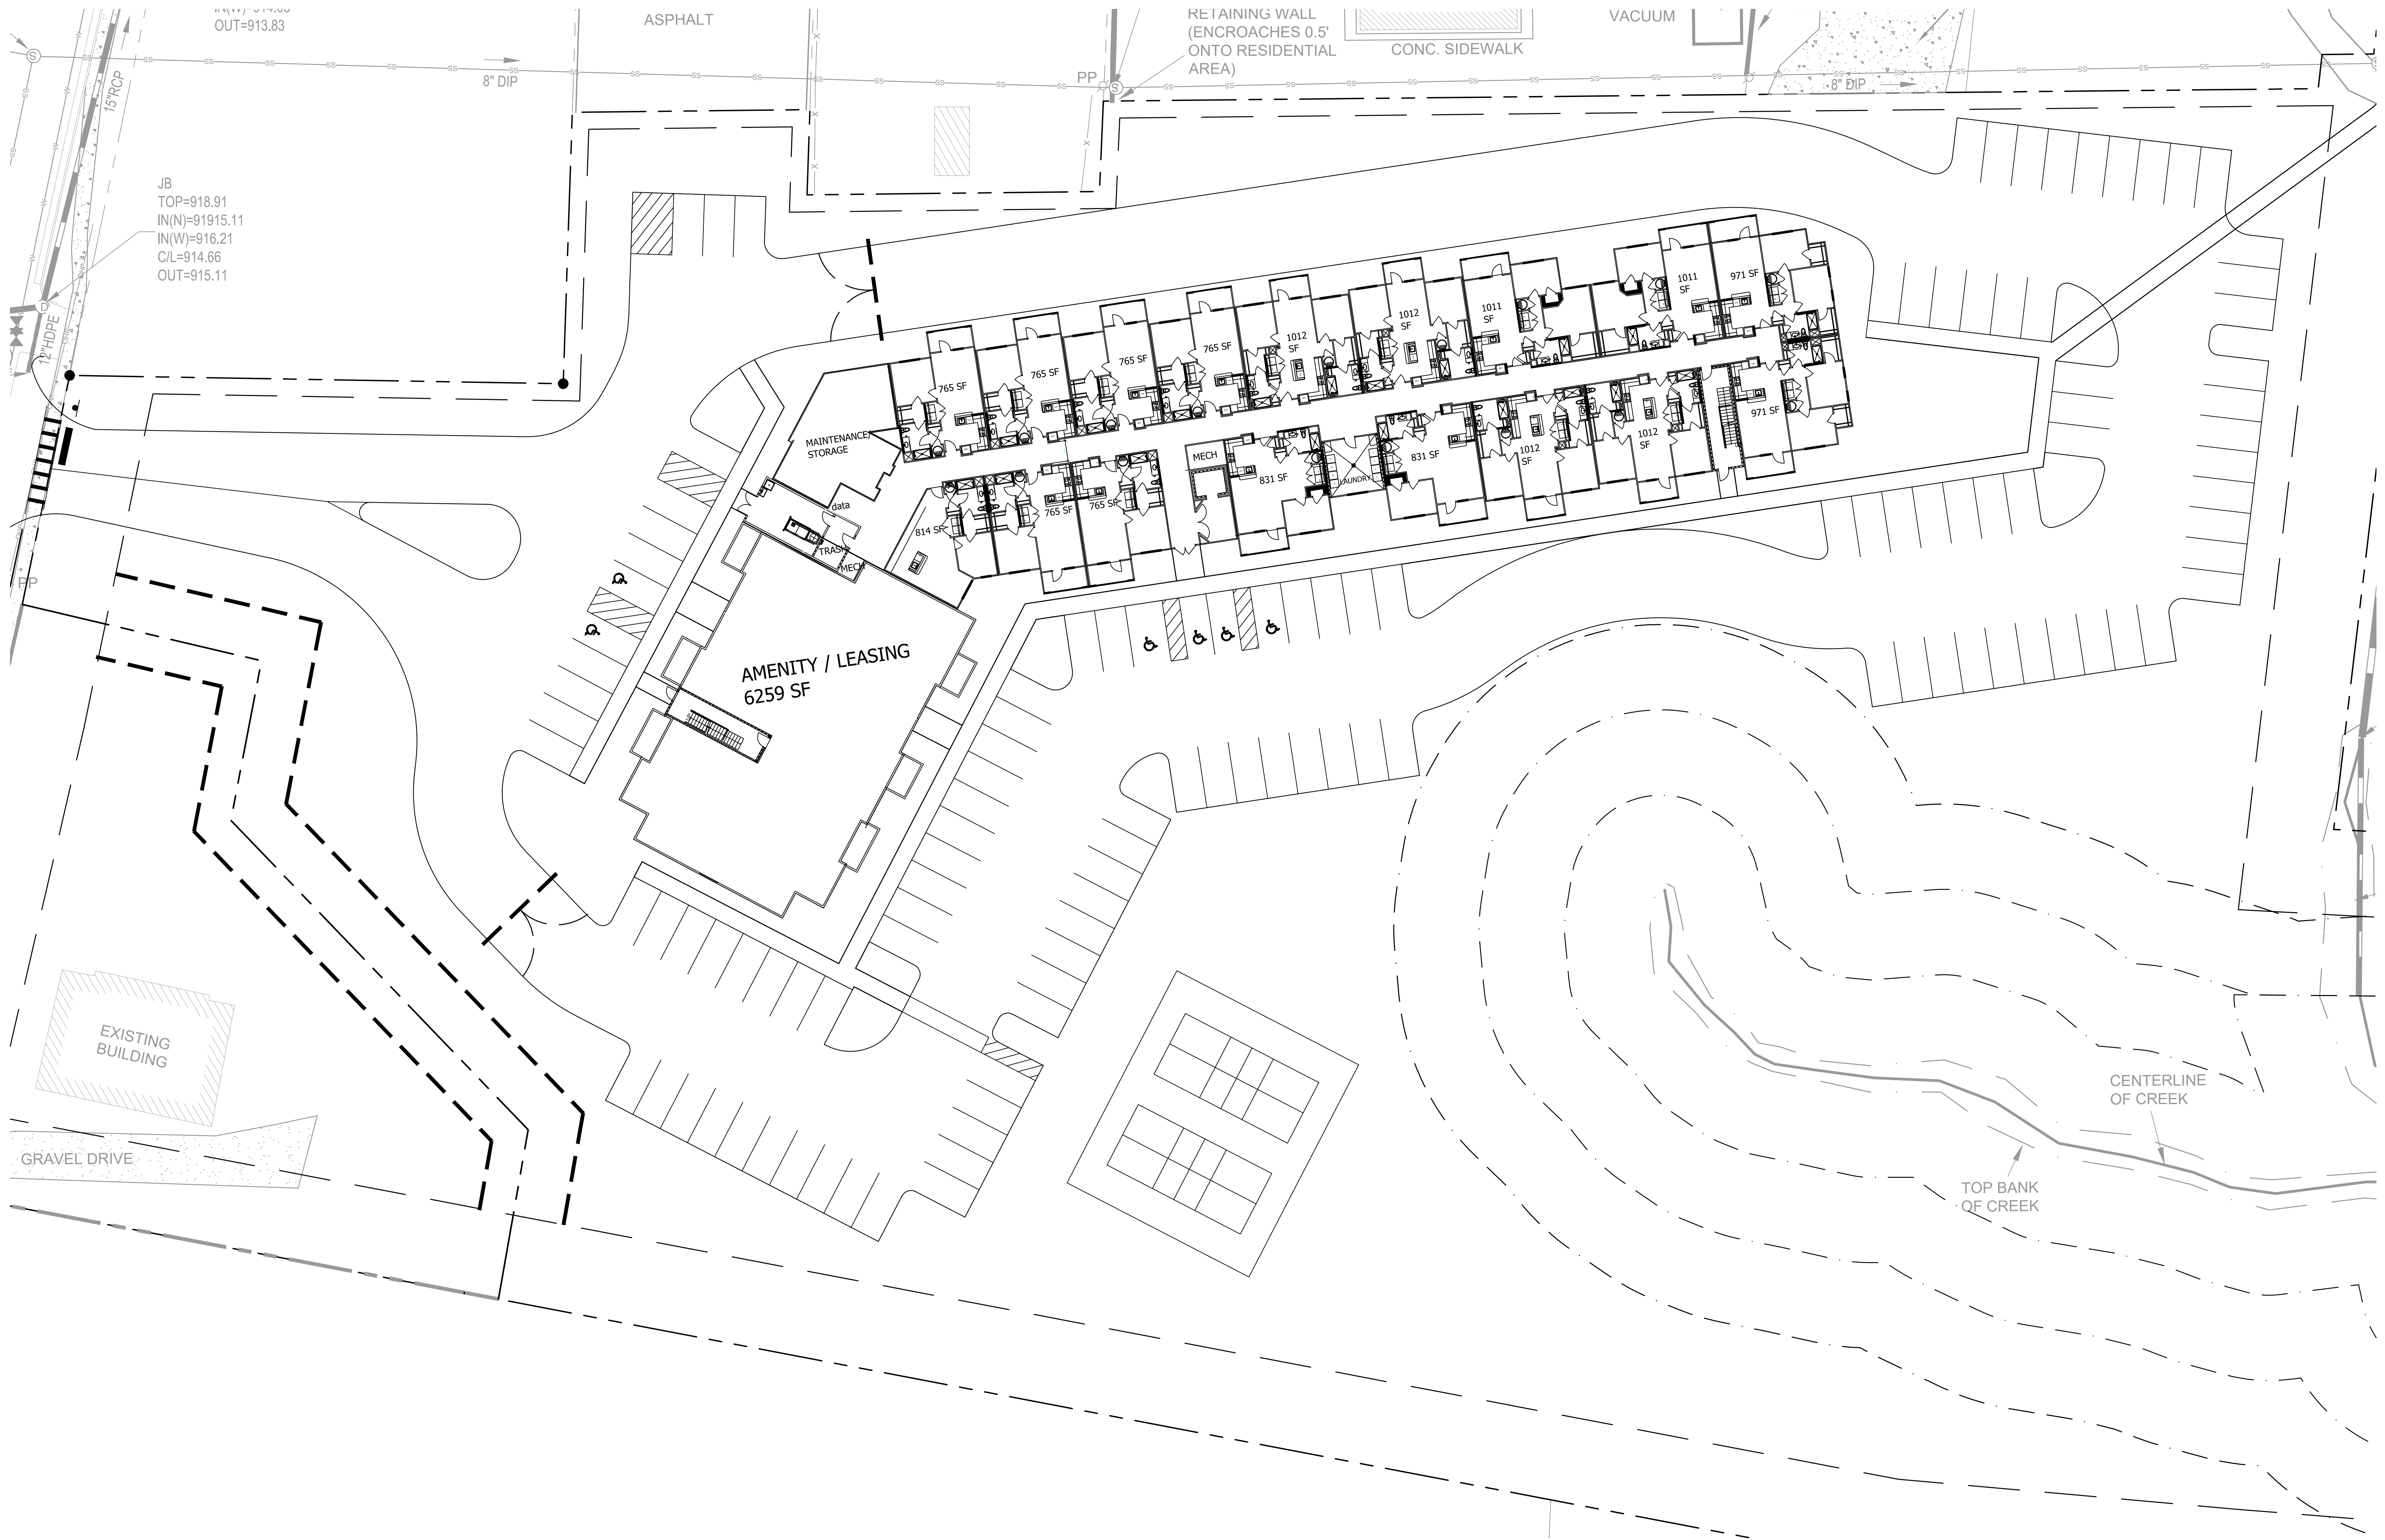 OUT=913.83
ASPHALT
RETAINING WALL
(ENCROACHES 0.5'
ONTO RESIDENTIAL
AREA)
CONC. SIDEWALK
VACUUM
8" DIP
PP
8" DIP
15"RCP
JB
TOP=918.91
IN(N)=91915.11
IN(W)=916.21
C/L=914.66
OUT=915.11
12"HDPE
PP
MAINTENANCE/
STORAGE
765 SF
765 SF
765 SF
765 SF
1012
SF
1012
SF
1011
SF
1011
SF
971 SF
data
TRASH
MECH
814 SF
765 SF
765 SF
MECH
831 SF
LAUNDRY
831 SF
1012
SF
1012
SF
971 SF
AMENITY / LEASING
6259 SF
EXISTING
BUILDING
GRAVEL DRIVE
CENTERLINE
OF CREEK
TOP BANK
OF CREEK